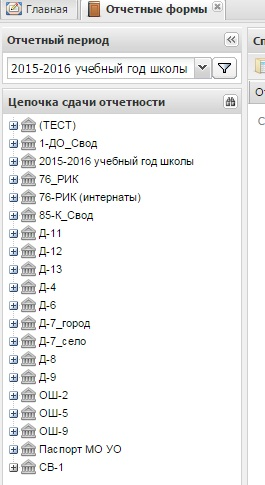 Главная
Отчетные формы
Отчетный период
Сп
2015-2016 учебный год школы
Цепочка сдачи отчетности
От
С
(ТЕСТ)
1-ДО_Свод
2015-2016 учебный год школы
76_РИК
76-РИК (интернаты)
85-К_Свод
Д-11
Д-12
Д-13
Д-4
Д-6
Д-7_город
Д-7_село
Д-8
Д-9
ОШ-2
ОШ-5
ОШ-9
Паспорт МО УО
СВ-1